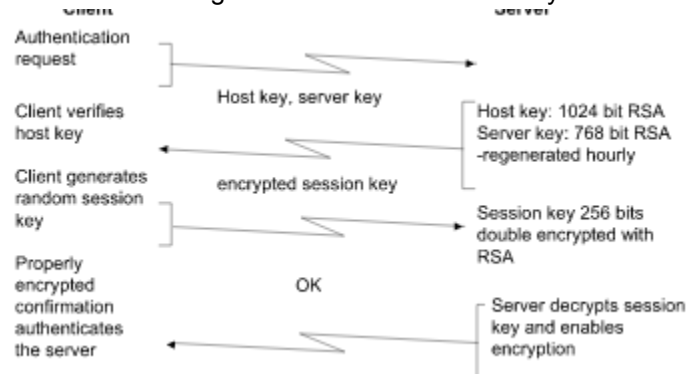 Client
Server
Authentication
request
Host key, server key
Client verifies
host key
Host key: 1024 bit RSA
Server key: 768 bit RSA
-regenerated hourly
Client generates
random session
key
encrypted session key
Session key 256 bits
double encrypted with
RSA
Properly
encrypted
confirmation
authenticates
the server
OK
Server decrypts session
key and enables
encryption